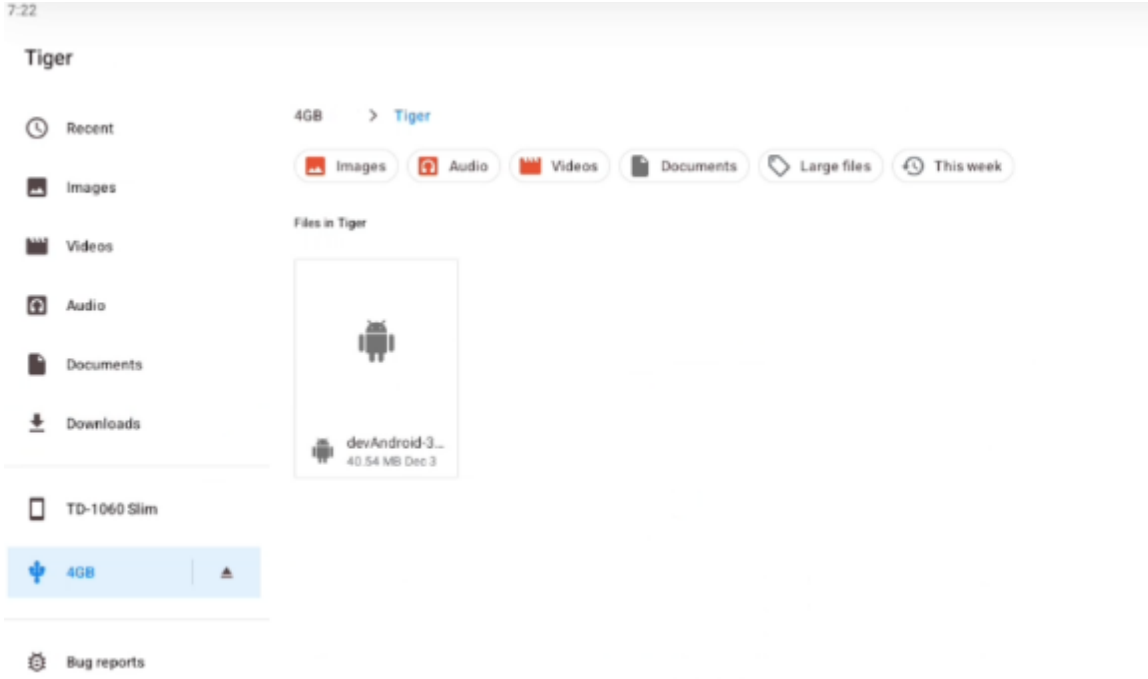 7:22
Tiger
Recent
Images
Videos
Audio
Documents
Downloads
TD-1060 Slim
4GB
Bug reports
4GB > Tiger
Images Audio Videos Documents Large files This week
Files in Tiger
devAndroid-3...
40.54 MB Dec 3